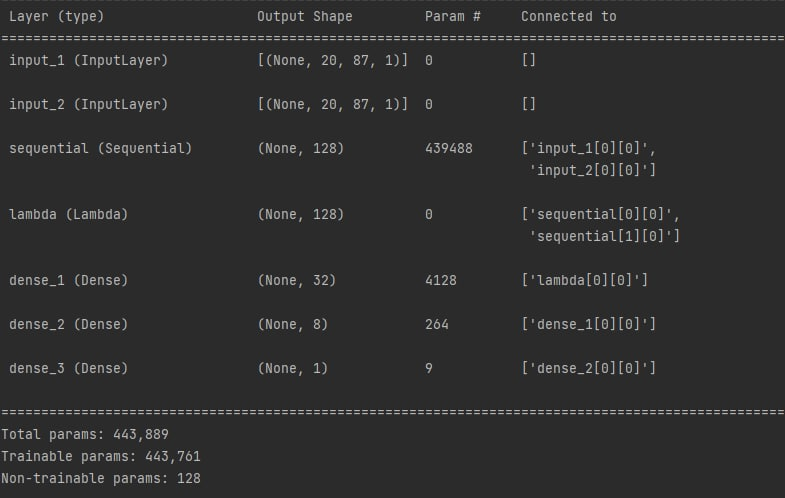 Layer (type) Output Shape Param # Connected to
==================================================================================================
input_1 (InputLayer) [(None, 20, 87, 1)] 0 []
input_2 (InputLayer) [(None, 20, 87, 1)] 0 []
sequential (Sequential) (None, 128) 439488 ['input_1[0][0]',
'input_2[0][0]']
lambda (Lambda) (None, 128) 0 ['sequential[0][0]',
'sequential[1][0]']
dense_1 (Dense) (None, 32) 4128 ['lambda[0][0]']
dense_2 (Dense) (None, 8) 264 ['dense_1[0][0]']
dense_3 (Dense) (None, 1) 9 ['dense_2[0][0]']
==================================================================================================
Total params: 443,889
Trainable params: 443,761
Non-trainable params: 128